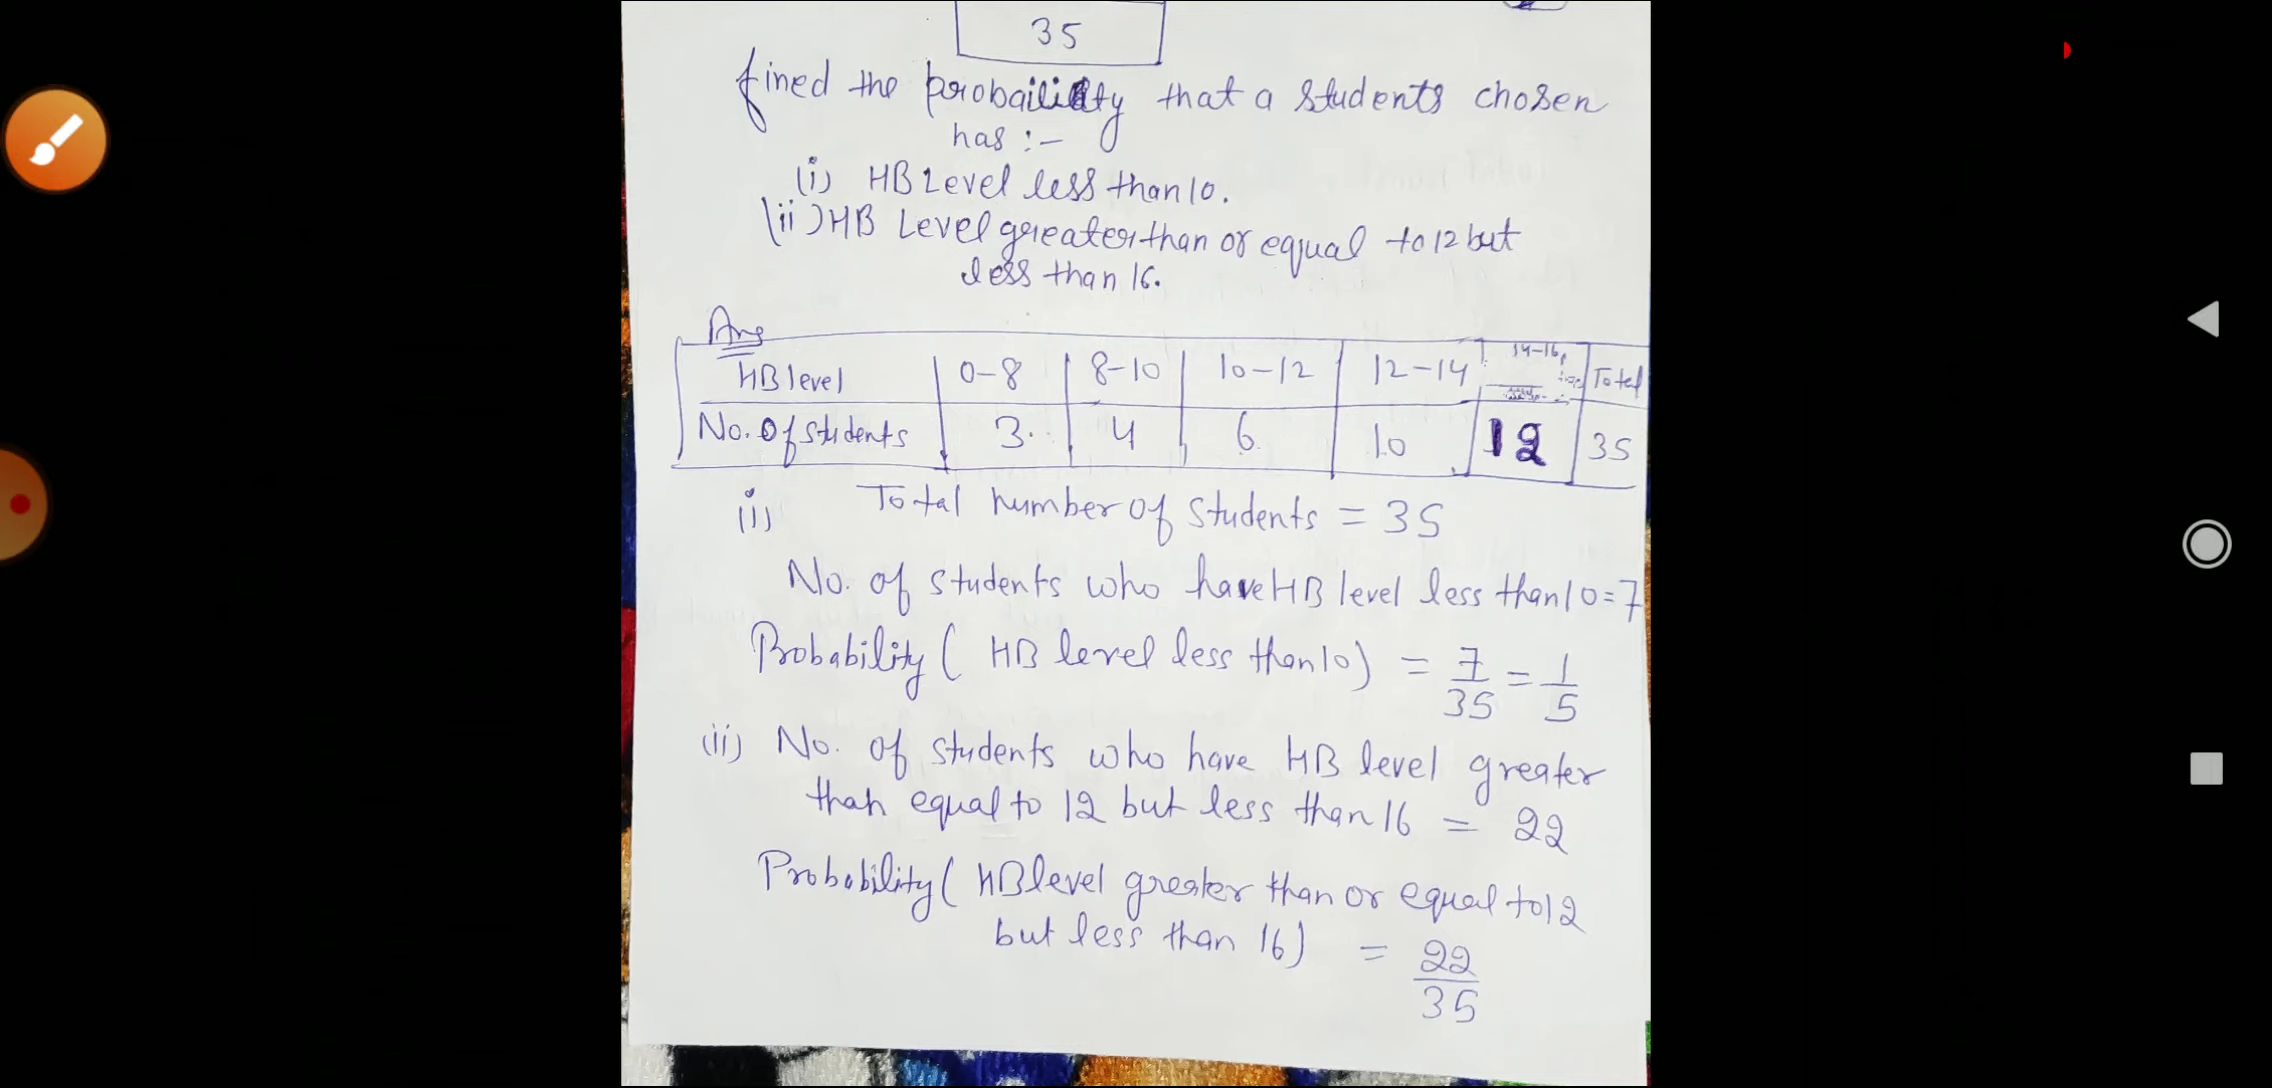 35
fined the probaility that a students chosen
has :-
(i) HB Level less than 10.
(ii) HB Level greater than or equal to 12 but
less than 16.
Ans
HB level 0-8 8-10 10-12 12-14 14-16 Total
No. Of students 3 4 6 10 12 35
(i) Total number of students = 35
No. of students who have HB level less than 10 = 7
Probability ( HB level less than 10) = 7/35 = 1/5
(ii) No. of students who have HB level greater
than equal to 12 but less than 16 = 22
Probability ( HB level greater than or equal to 12
but less than 16) = 22/35